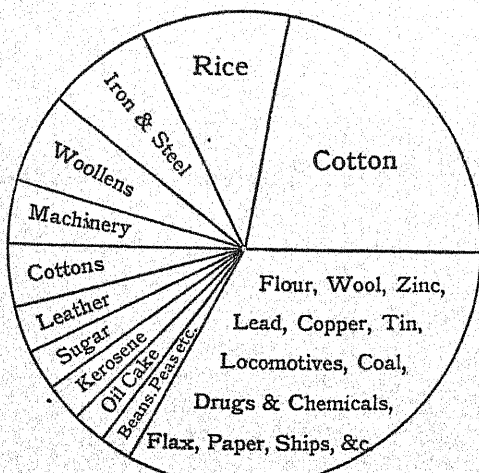 Rice
Cotton
Iron & Steel
Woollens
Machinery
Cottons
Leather
Sugar
Kerosene
Oil Cake
Beans, Peas etc.
Flour, Wool, Zinc,
Lead, Copper, Tin,
Locomotives, Coal,
Drugs & Chemicals,
Flax, Paper, Ships, &c.